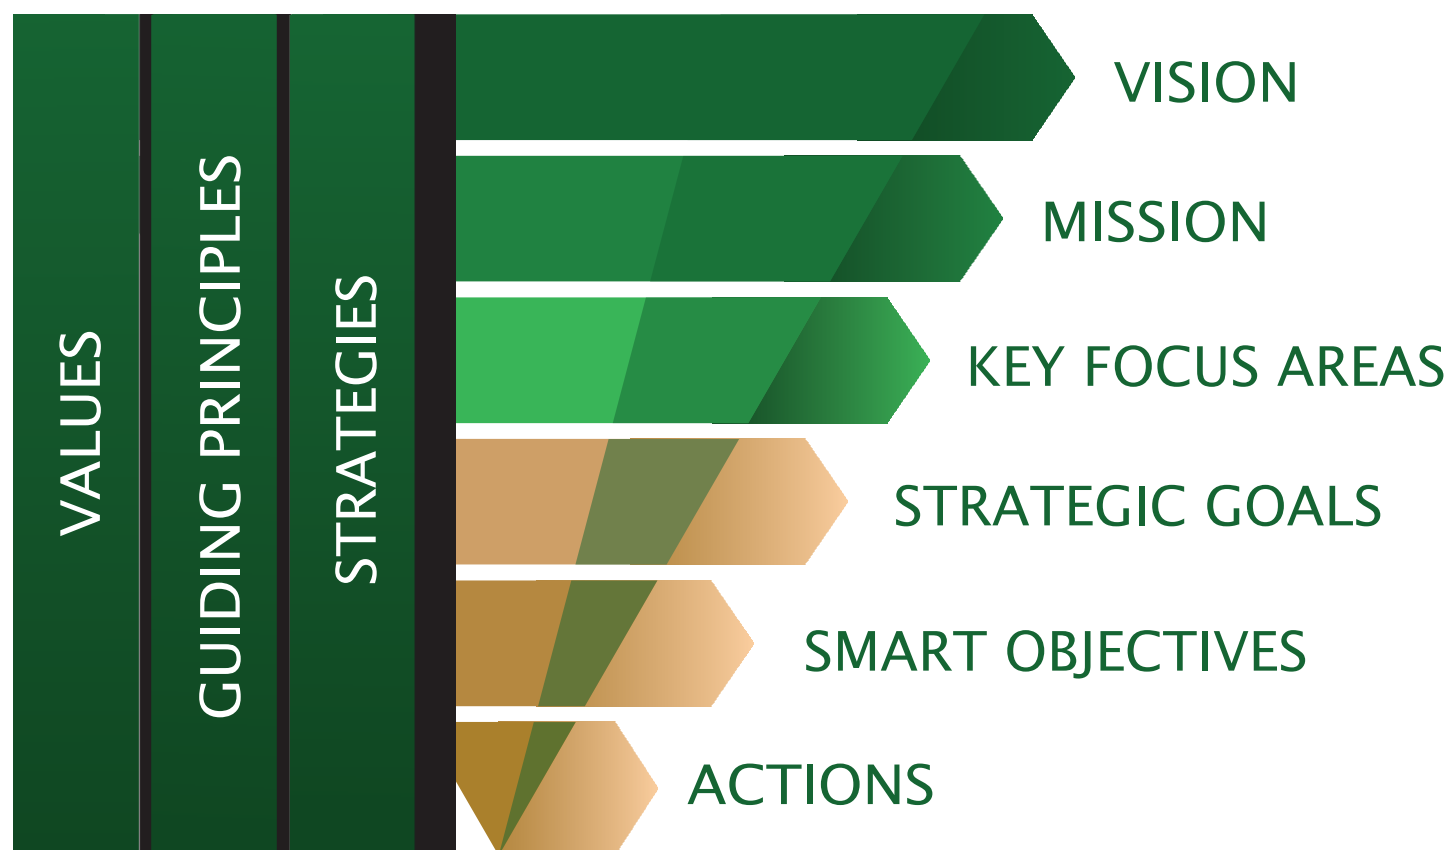 VALUES
GUIDING PRINCIPLES
STRATEGIES
VISION
MISSION
KEY FOCUS AREAS
STRATEGIC GOALS
SMART OBJECTIVES
ACTIONS